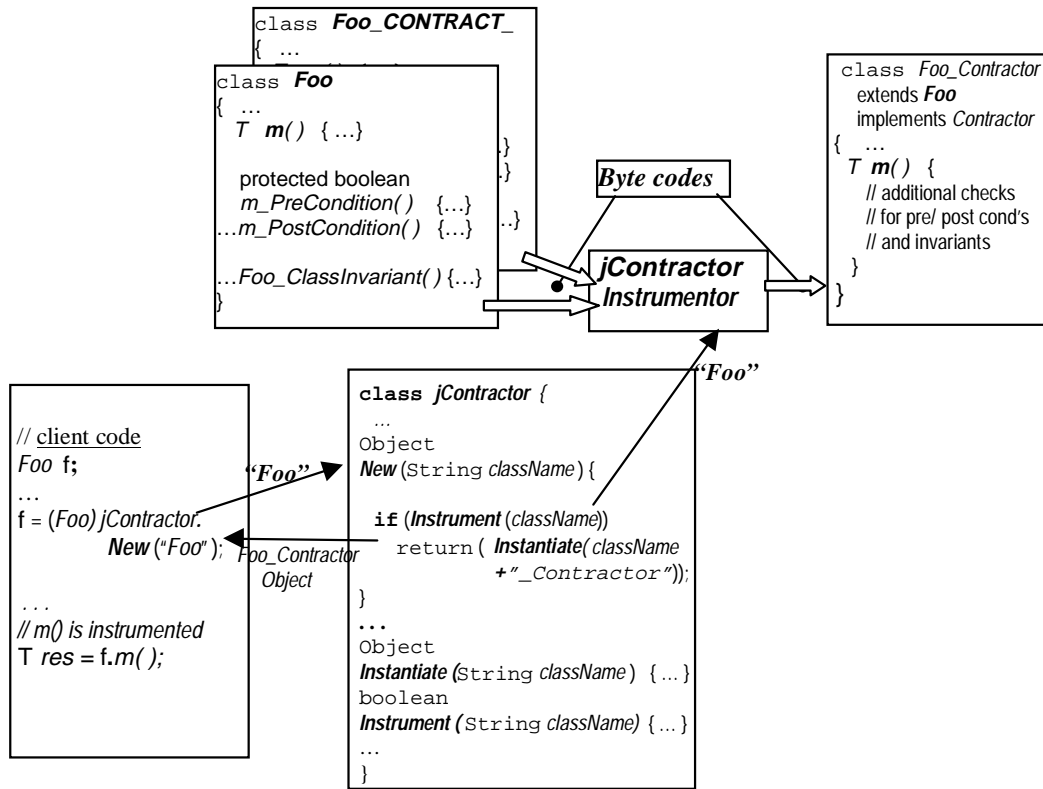 class Foo_CONTRACT_
{ …
class Foo
{ …
T m( ) { …}
protected boolean
m_PreCondition( ) {…}
…m_PostCondition( ) {…}
…Foo_ClassInvariant( ) {…}
}
…}
…}
…}
Byte codes
jContractor
Instrumentor
class Foo_Contractor
extends Foo
implements Contractor
{ …
T m( ) {
// additional checks
// for pre/ post cond's
// and invariants
}
}
“Foo”
// client code
Foo f;
…
f = (Foo) jContractor.
New (“Foo”);
. . .
// m() is instrumented
T res = f.m( );
“Foo”
Foo_Contractor
Object
class jContractor {
…
Object
New (String className) {
if (Instrument (className))
return ( Instantiate( className
+”_Contractor”));
}
...
Object
Instantiate (String className) { … }
boolean
Instrument ( String className) { … }
…
}